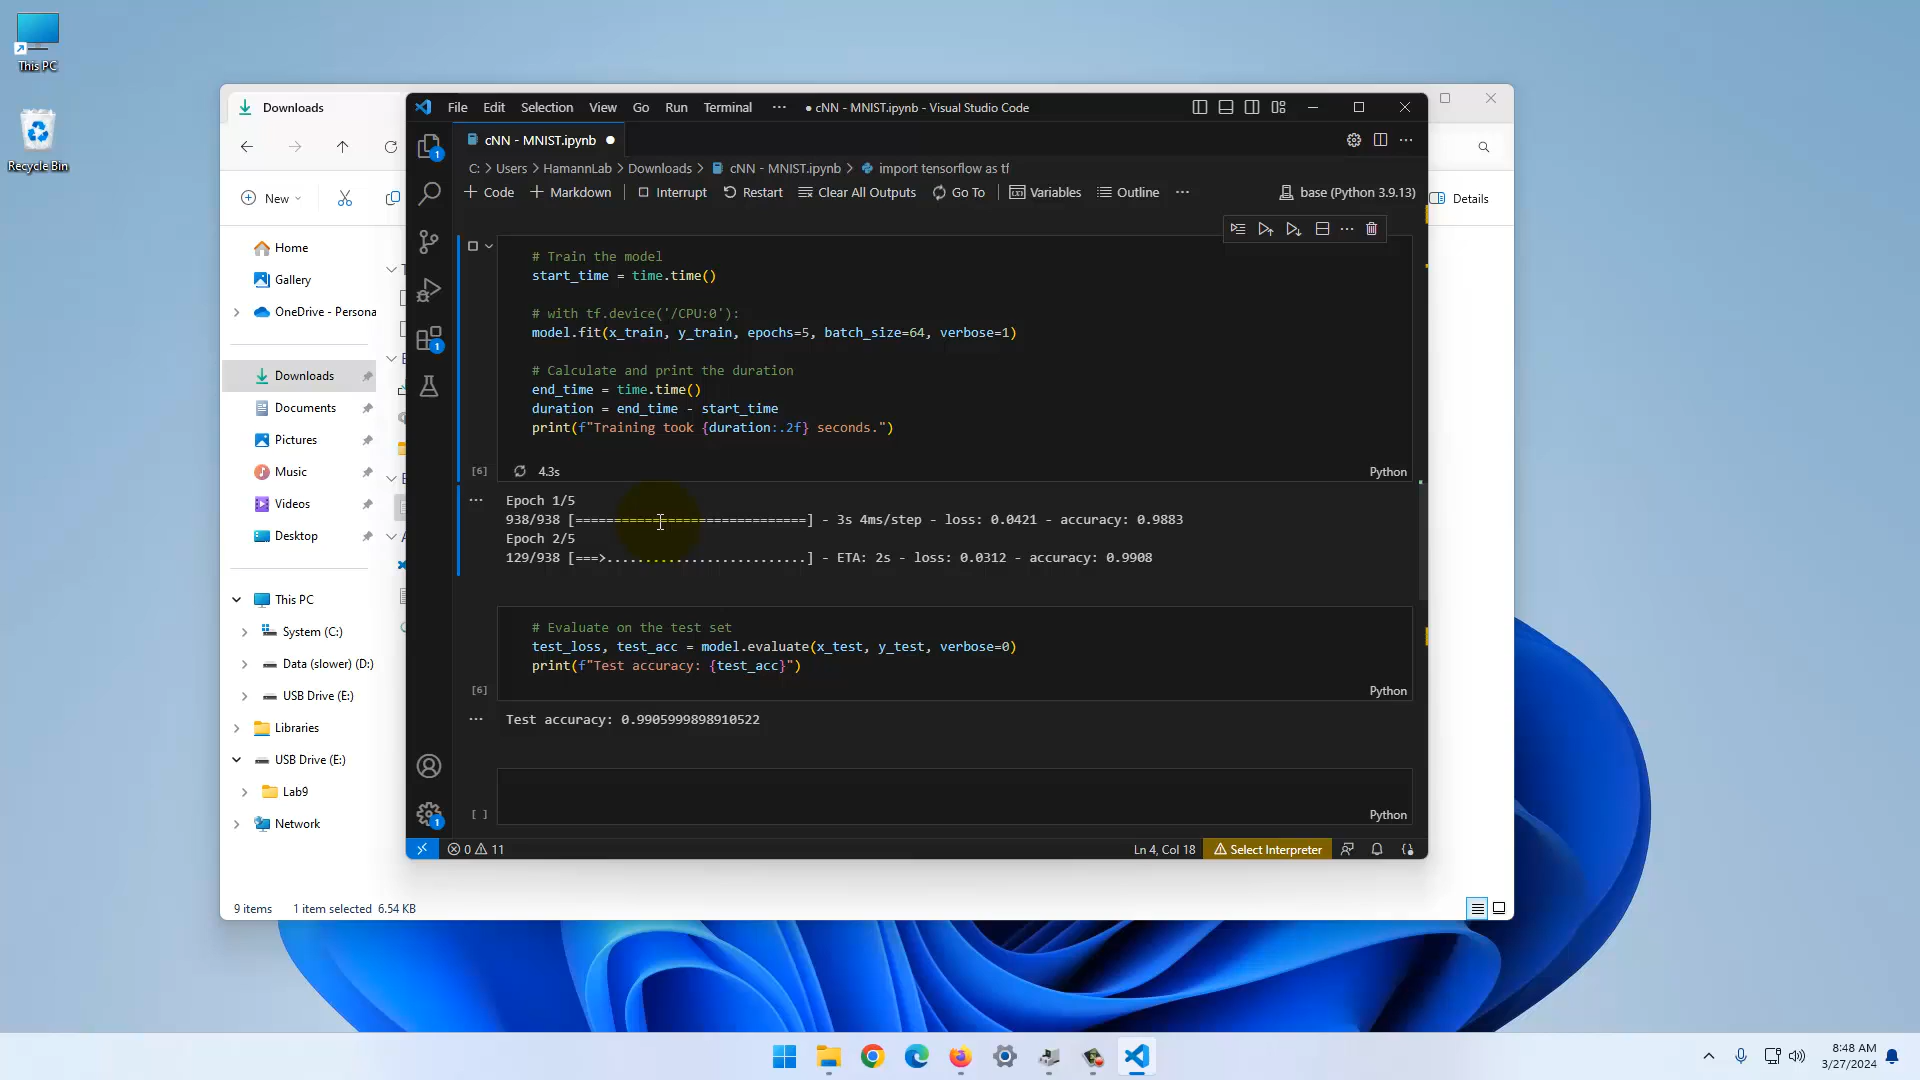 This PC
Recycle Bin
Downloads
New
Details
Home
Gallery
OneDrive - Persona
Downloads
Documents
Pictures
Music
Videos
Desktop
This PC
System (C:)
Data (slower) (D:)
USB Drive (E:)
Libraries
USB Drive (E:)
Lab9
Network
9 items 1 item selected 6.54 KB
File Edit Selection View Go Run Terminal ··· ● cNN - MNIST.ipynb - Visual Studio Code
cNN - MNIST.ipynb ●
C: > Users > HamannLab > Downloads > cNN - MNIST.ipynb > import tensorflow as tf
+ Code + Markdown Interrupt Restart Clear All Outputs Go To Variables Outline ··· base (Python 3.9.13)
# Train the model
start_time = time.time()
# with tf.device('/CPU:0'):
model.fit(x_train, y_train, epochs=5, batch_size=64, verbose=1)
# Calculate and print the duration
end_time = time.time()
duration = end_time - start_time
print(f"Training took {duration:.2f} seconds.")
[6] 4.3s Python
Epoch 1/5
938/938 [==============================] - 3s 4ms/step - loss: 0.0421 - accuracy: 0.9883
Epoch 2/5
129/938 [===>..........................] - ETA: 2s - loss: 0.0312 - accuracy: 0.9908
# Evaluate on the test set
test_loss, test_acc = model.evaluate(x_test, y_test, verbose=0)
print(f"Test accuracy: {test_acc}")
[6] Python
Test accuracy: 0.9905999898910522
[ ] Python
0 11 Ln 4, Col 18 Select Interpreter
1
1
1
8:48 AM
3/27/2024